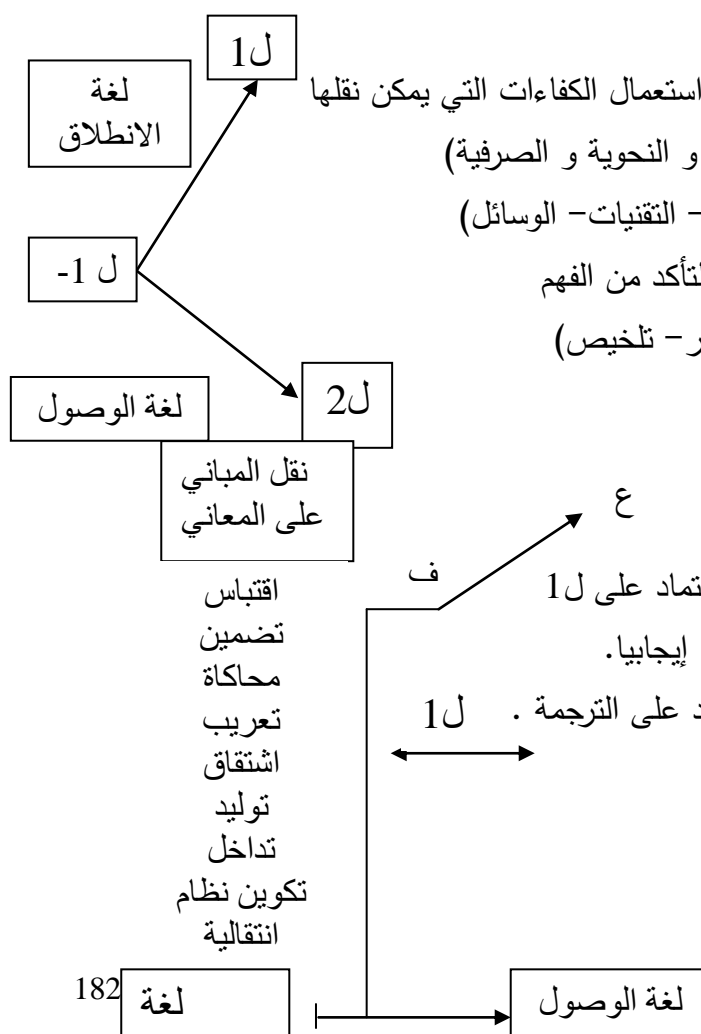 ل1
لغة
الانطلاق
استعمال الكفاءات التي يمكن نقلها
و النحوية و الصرفية)
– التقنيات – الوسائل)
لتأكد من الفهم
ر – تلخيص)
ل 1-
ل2
لغة الوصول
نقل المباني
على المعاني
ع
ف
تماد على ل1
إيجابيا.
د على الترجمة .
ل1
اقتباس
تضمين
محاكاة
تعريب
اشتقاق
توليد
تداخل
تكوين نظام
انتقالية
لغة الوصول
لغة
182